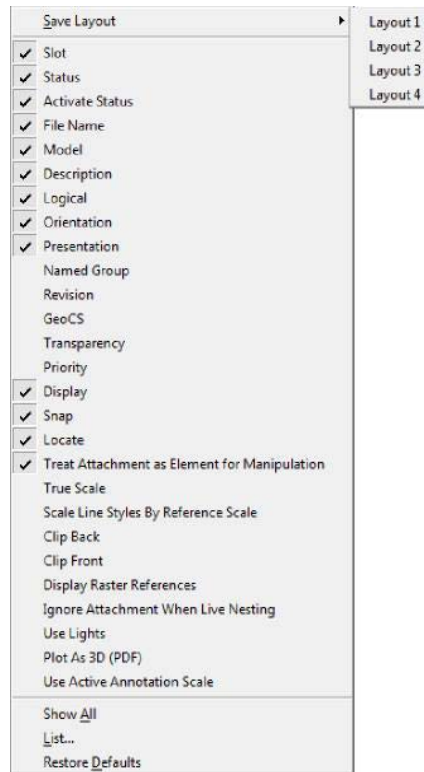 Save Layout
Layout 1
Layout 2
Layout 3
Layout 4
Slot
Status
Activate Status
File Name
Model
Description
Logical
Orientation
Presentation
Named Group
Revision
GeoCS
Transparency
Priority
Display
Snap
Locate
Treat Attachment as Element for Manipulation
True Scale
Scale Line Styles By Reference Scale
Clip Back
Clip Front
Display Raster References
Ignore Attachment When Live Nesting
Use Lights
Plot As 3D (PDF)
Use Active Annotation Scale
Show All
List...
Restore Defaults